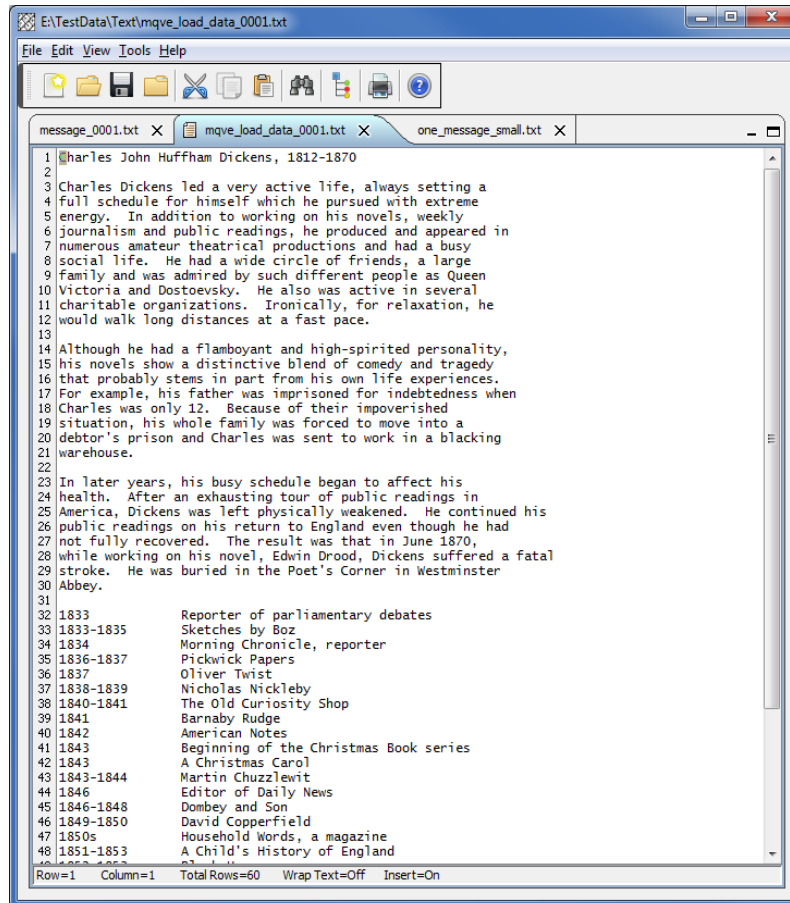 E:\TestData\Text\mqve_load_data_0001.txt
File Edit View Tools Help
message_0001.txt X mqve_load_data_0001.txt X one_message_small.txt X
1 Charles John Huffham Dickens, 1812-1870
2
3 Charles Dickens led a very active life, always setting a
4 full schedule for himself which he pursued with extreme
5 energy.  In addition to working on his novels, weekly
6 journalism and public readings, he produced and appeared in
7 numerous amateur theatrical productions and had a busy
8 social life.  He had a wide circle of friends, a large
9 family and was admired by such different people as Queen
10 Victoria and Dostoevsky.  He also was active in several
11 charitable organizations.  Ironically, for relaxation, he
12 would walk long distances at a fast pace.
13
14 Although he had a flamboyant and high-spirited personality,
15 his novels show a distinctive blend of comedy and tragedy
16 that probably stems in part from his own life experiences.
17 For example, his father was imprisoned for indebtedness when
18 Charles was only 12.  Because of their impoverished
19 situation, his whole family was forced to move into a
20 debtor's prison and Charles was sent to work in a blacking
21 warehouse.
22
23 In later years, his busy schedule began to affect his
24 health.  After an exhausting tour of public readings in
25 America, Dickens was left physically weakened.  He continued his
26 public readings on his return to England even though he had
27 not fully recovered.  The result was that in June 1870,
28 while working on his novel, Edwin Drood, Dickens suffered a fatal
29 stroke.  He was buried in the Poet's Corner in Westminster
30 Abbey.
31
32 1833 Reporter of parliamentary debates
33 1833-1835 Sketches by Boz
34 1834 Morning Chronicle, reporter
35 1836-1837 Pickwick Papers
36 1837 Oliver Twist
37 1838-1839 Nicholas Nickleby
38 1840-1841 The Old Curiosity Shop
39 1841 Barnaby Rudge
40 1842 American Notes
41 1843 Beginning of the Christmas Book series
42 1843 A Christmas Carol
43 1843-1844 Martin Chuzzlewit
44 1846 Editor of Daily News
45 1846-1848 Dombey and Son
46 1849-1850 David Copperfield
47 1850s Household Words, a magazine
48 1851-1853 A Child's History of England
Row=1 Column=1 Total Rows=60 Wrap Text=Off Insert=On